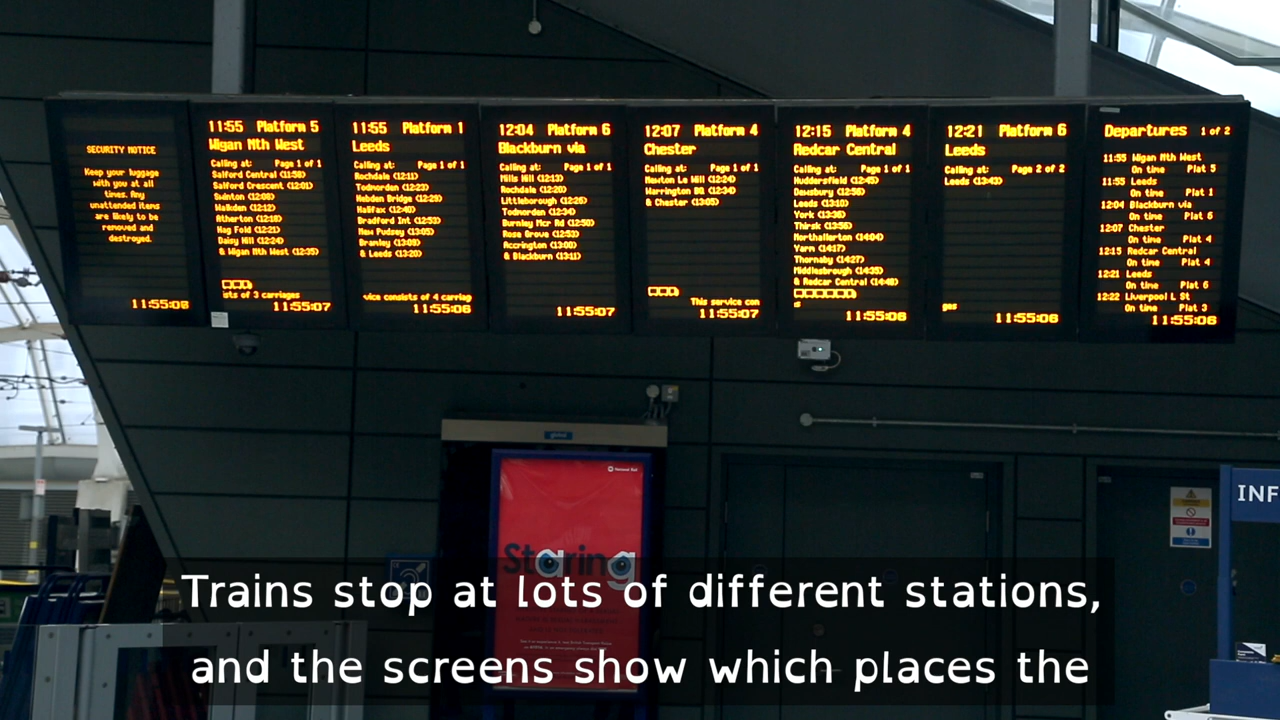 SECURITY NOTICE
Keep your luggage
with you at all
times. Any
unattended items
are likely to be
removed and
destroyed.
11:55:06
11:55 Platform 5
Wigan Nth West
Calling at: Page 1 of 1
Salford Central (11:58)
Salford Crescent (12:01)
Swinton (12:09)
Walkden (12:12)
Atherton (12:18)
Hag Fold (12:21)
Daisy Hill (12:24)
& Wigan Nth West (12:35)
sts of 3 carriages
11:55:07
11:55 Platform 1
Leeds
Calling at: Page 1 of 1
Rochdale (12:11)
Todmorden (12:23)
Hebden Bridge (12:29)
Halifax (12:40)
Bradford Int (12:53)
New Pudsey (13:05)
Bramley (13:09)
& Leeds (13:20)
vice consists of 4 carriag
11:55:06
12:04 Platform 6
Blackburn via
Calling at: Page 1 of 1
Mills Hill (12:13)
Rochdale (12:20)
Littleborough (12:26)
Todmorden (12:34)
Burnley Mcr Rd (12:50)
Rose Grove (12:53)
Accrington (13:00)
& Blackburn (13:11)
11:55:07
12:07 Platform 4
Chester
Calling at: Page 1 of 1
Newton Le Will (12:24)
Warrington BQ (12:34)
& Chester (13:05)
This service con
11:55:07
12:15 Platform 4
Redcar Central
Calling at: Page 1 of 1
Huddersfield (12:45)
Dewsbury (12:56)
Leeds (13:10)
York (13:36)
Thirsk (13:56)
Northallerton (14:04)
Yarm (14:17)
Thornaby (14:27)
Middlesbrough (14:35)
& Redcar Central (14:48)
s
11:55:06
12:21 Platform 6
Leeds
Calling at: Page 2 of 2
Leeds (13:43)
ges
11:55:06
Departures 1 of 2
11:55 Wigan Nth West
On time Plat 5
11:55 Leeds
On time Plat 1
12:04 Blackburn via
On time Plat 6
12:07 Chester
On time Plat 4
12:15 Redcar Central
On time Plat 4
12:21 Leeds
On time Plat 6
12:22 Liverpool L St
On time Plat 3
11:55:06
National Rail
Staring
INF
Trains stop at lots of different stations,
and the screens show which places the